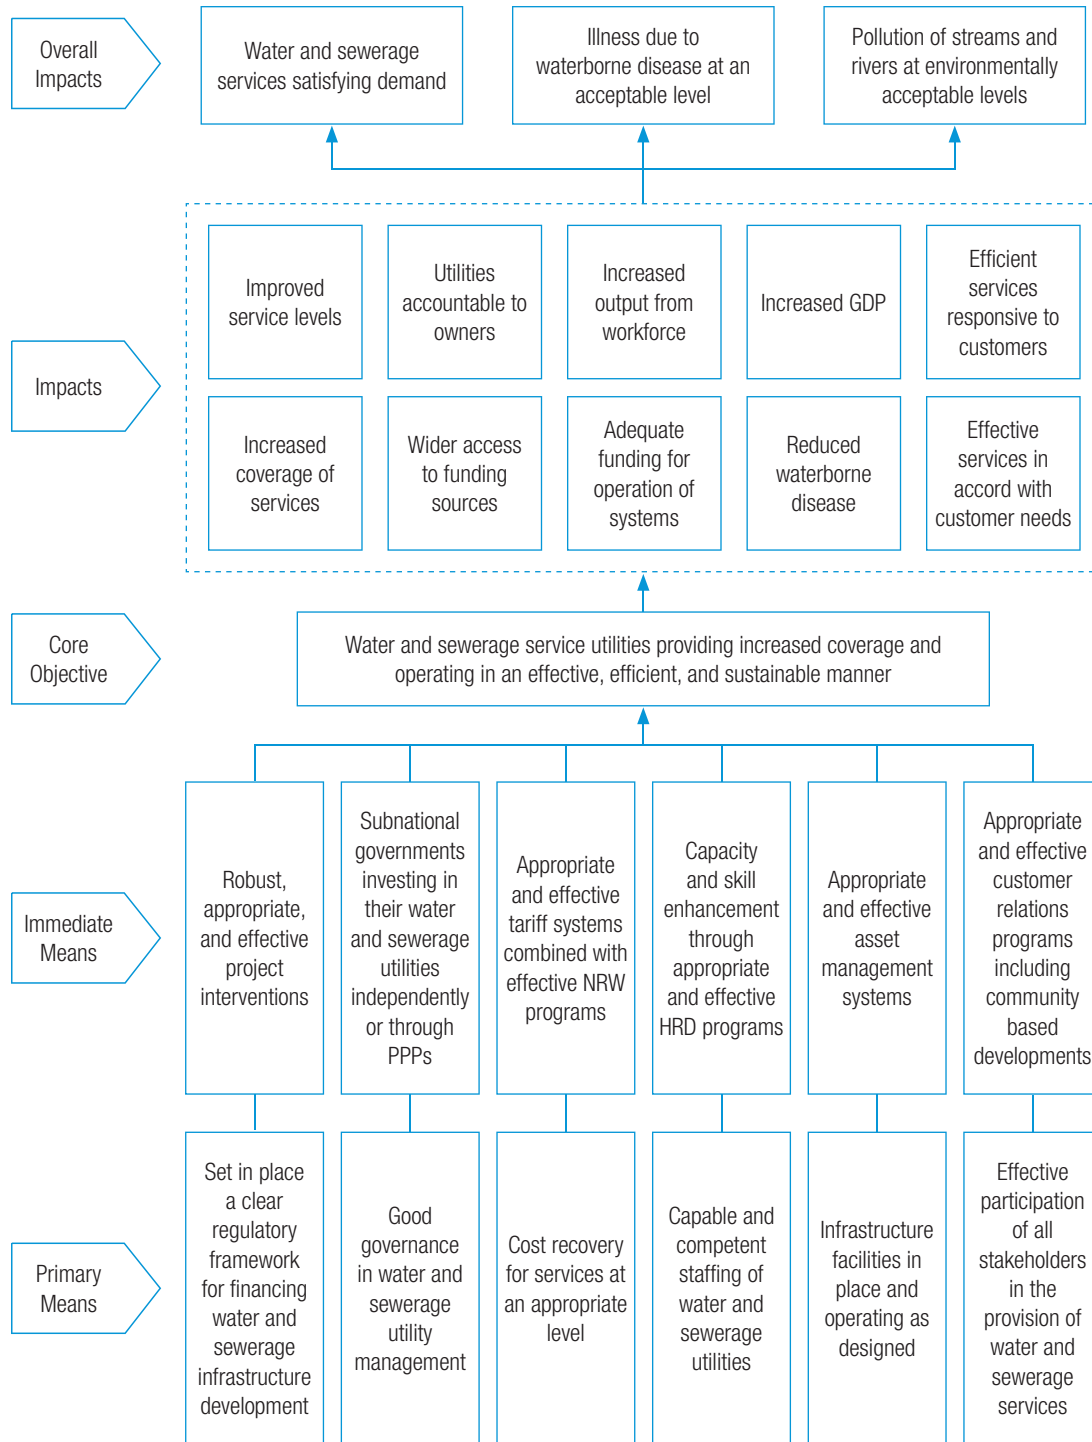 Overall
Impacts
Water and sewerage
services satisfying demand
Illness due to
waterborne disease at an
acceptable level
Pollution of streams and
rivers at environmentally
acceptable levels
Impacts
Improved
service levels
Utilities
accountable to
owners
Increased
output from
workforce
Increased GDP
Efficient
services
responsive to
customers
Increased
coverage of
services
Wider access
to funding
sources
Adequate
funding for
operation of
systems
Reduced
waterborne
disease
Effective
services in
accord with
customer needs
Core
Objective
Water and sewerage service utilities providing increased coverage and
operating in an effective, efficient, and sustainable manner
Immediate
Means
Robust,
appropriate,
and effective
project
interventions
Subnational
governments
investing in
their water
and sewerage
utilities
independently
or through
PPPs
Appropriate
and effective
tariff systems
combined with
effective NRW
programs
Capacity
and skill
enhancement
through
appropriate
and effective
HRD programs
Appropriate
and effective
asset
management
systems
Appropriate
and effective
customer
relations
programs
including
community
based
developments
Primary
Means
Set in place
a clear
regulatory
framework
for financing
water and
sewerage
infrastructure
development
Good
governance
in water and
sewerage
utility
management
Cost recovery
for services at
an appropriate
level
Capable and
competent
staffing of
water and
sewerage
utilities
Infrastructure
facilities in
place and
operating as
designed
Effective
participation
of all
stakeholders
in the
provision of
water and
sewerage
services